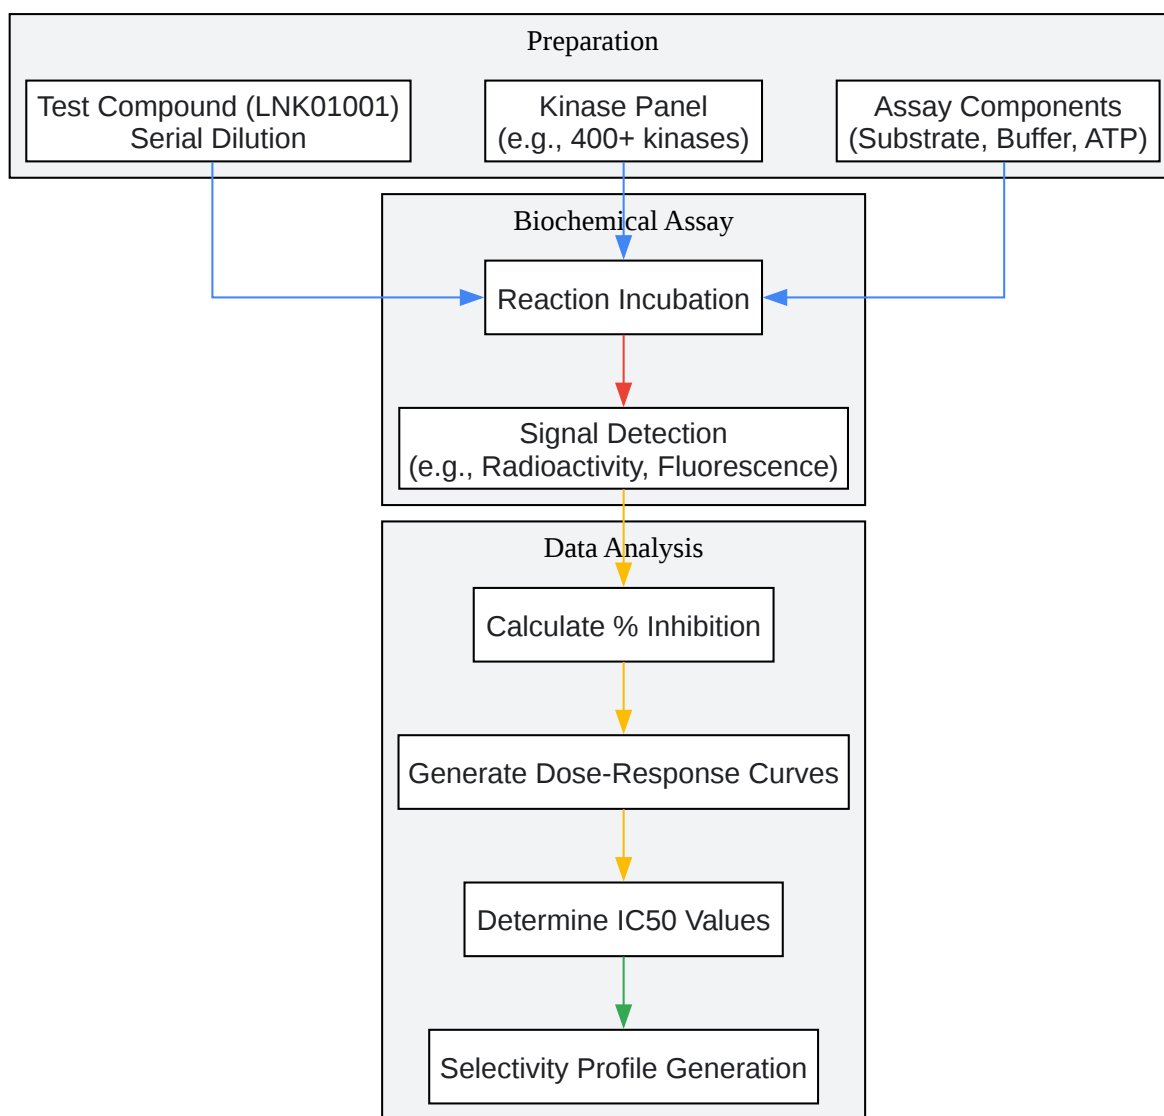 Preparation
Test Compound (LNK01001)
Serial Dilution
Kinase Panel
(e.g., 400+ kinases)
Assay Components
(Substrate, Buffer, ATP)
Biochemical Assay
Reaction Incubation
Signal Detection
(e.g., Radioactivity, Fluorescence)
Data Analysis
Calculate % Inhibition
Generate Dose-Response Curves
Determine IC50 Values
Selectivity Profile Generation